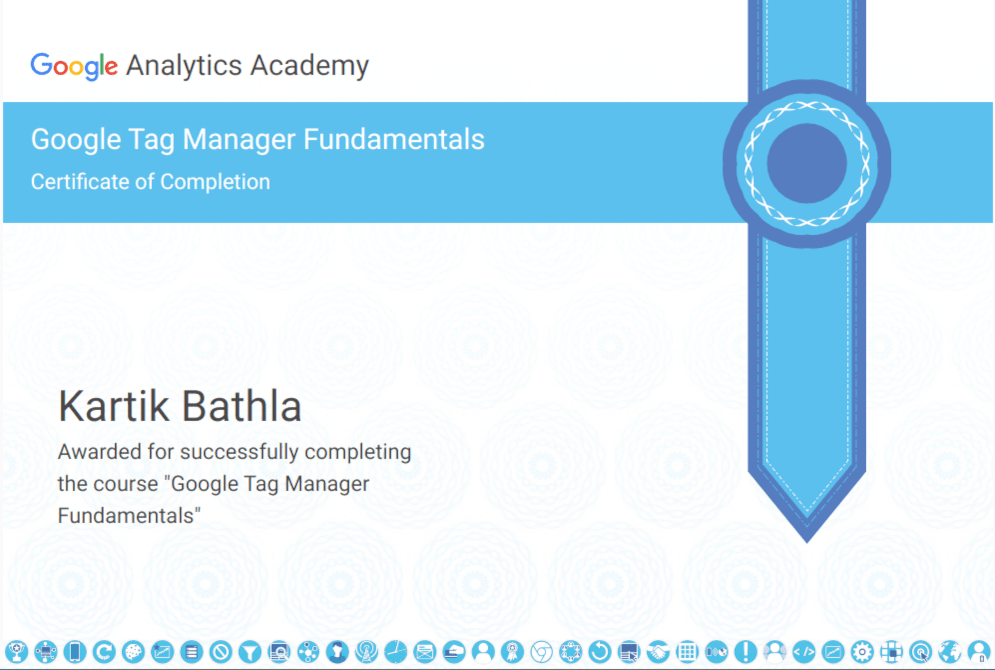 Google Analytics Academy
Google Tag Manager Fundamentals
Certificate of Completion
Kartik Bathla
Awarded for successfully completing
the course "Google Tag Manager
Fundamentals"